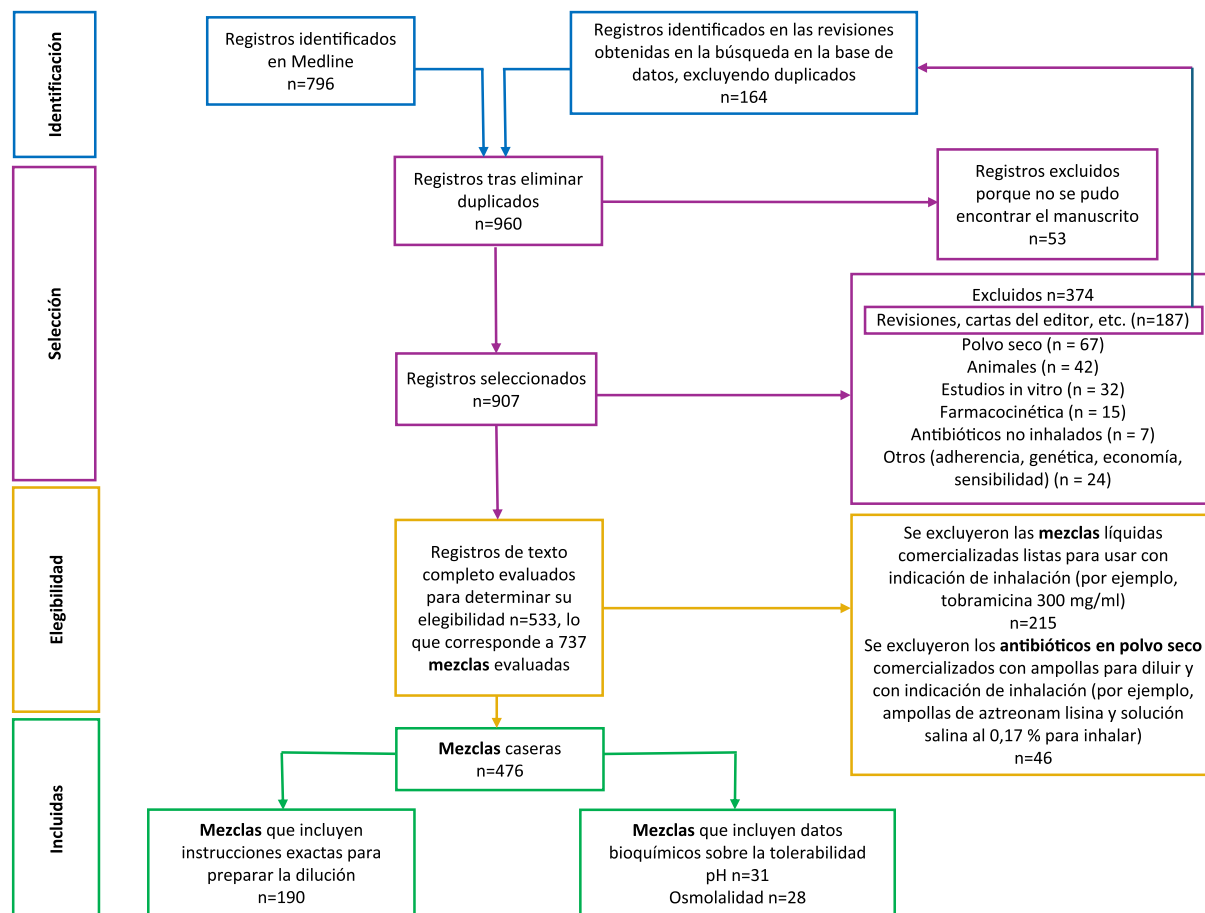 Identificación
Registros identificados
en Medline
n=796
Registros identificados en las revisiones
obtenidas en la búsqueda en la base de
datos, excluyendo duplicados
n=164
Selección
Registros tras eliminar
duplicados
n=960
Registros excluidos
porque no se pudo
encontrar el manuscrito
n=53
Registros seleccionados
n=907
Excluidos n=374
Revisiones, cartas del editor, etc. (n=187)
Polvo seco (n = 67)
Animales (n = 42)
Estudios in vitro (n = 32)
Farmacocinética (n = 15)
Antibióticos no inhalados (n = 7)
Otros (adherencia, genética, economía,
sensibilidad) (n = 24)
Elegibilidad
Registros de texto
completo evaluados
para determinar su
elegibilidad n=533, lo
que corresponde a 737
mezclas evaluadas
Se excluyeron las mezclas líquidas
comercializadas listas para usar con
indicación de inhalación (por ejemplo,
tobramicina 300 mg/ml)
n=215
Se excluyeron los antibióticos en polvo seco
comercializados con ampollas para diluir y
con indicación de inhalación (por ejemplo,
ampollas de aztreonam lisina y solución
salina al 0,17 % para inhalar)
n=46
Incluidas
Mezclas caseras
n=476
Mezclas que incluyen
instrucciones exactas para
preparar la dilución
n=190
Mezclas que incluyen datos
bioquímicos sobre la tolerabilidad
pH n=31
Osmolalidad n=28